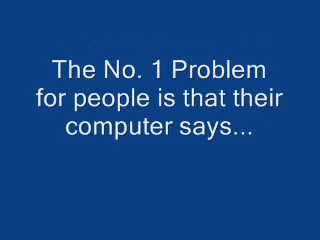 The No. 1 Problem
for people is that their
computer says...